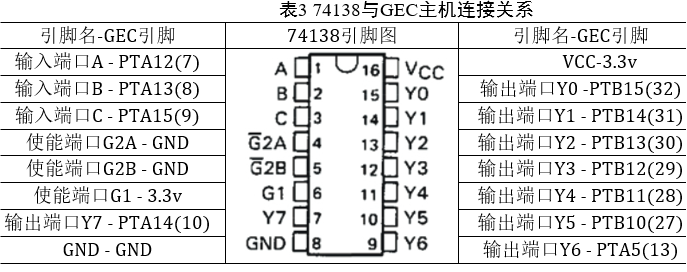 表3 74138与GEC主机连接关系
引脚名-GEC引脚 74138引脚图 引脚名-GEC引脚
输入端口A - PTA12(7)
输入端口B - PTA13(8)
输入端口C - PTA15(9)
使能端口G2A - GND
使能端口G2B - GND
使能端口G1 - 3.3v
输出端口Y7 - PTA14(10)
GND - GND
A 1 16 VCC
B 2 15 Y0
C 3 14 Y1
G̅2A 4 13 Y2
G̅2B 5 12 Y3
G1 6 11 Y4
Y7 7 10 Y5
GND 8 9 Y6
VCC-3.3v
输出端口Y0 -PTB15(32)
输出端口Y1 - PTB14(31)
输出端口Y2 - PTB13(30)
输出端口Y3 - PTB12(29)
输出端口Y4 - PTB11(28)
输出端口Y5 - PTB10(27)
输出端口Y6 - PTA5(13)